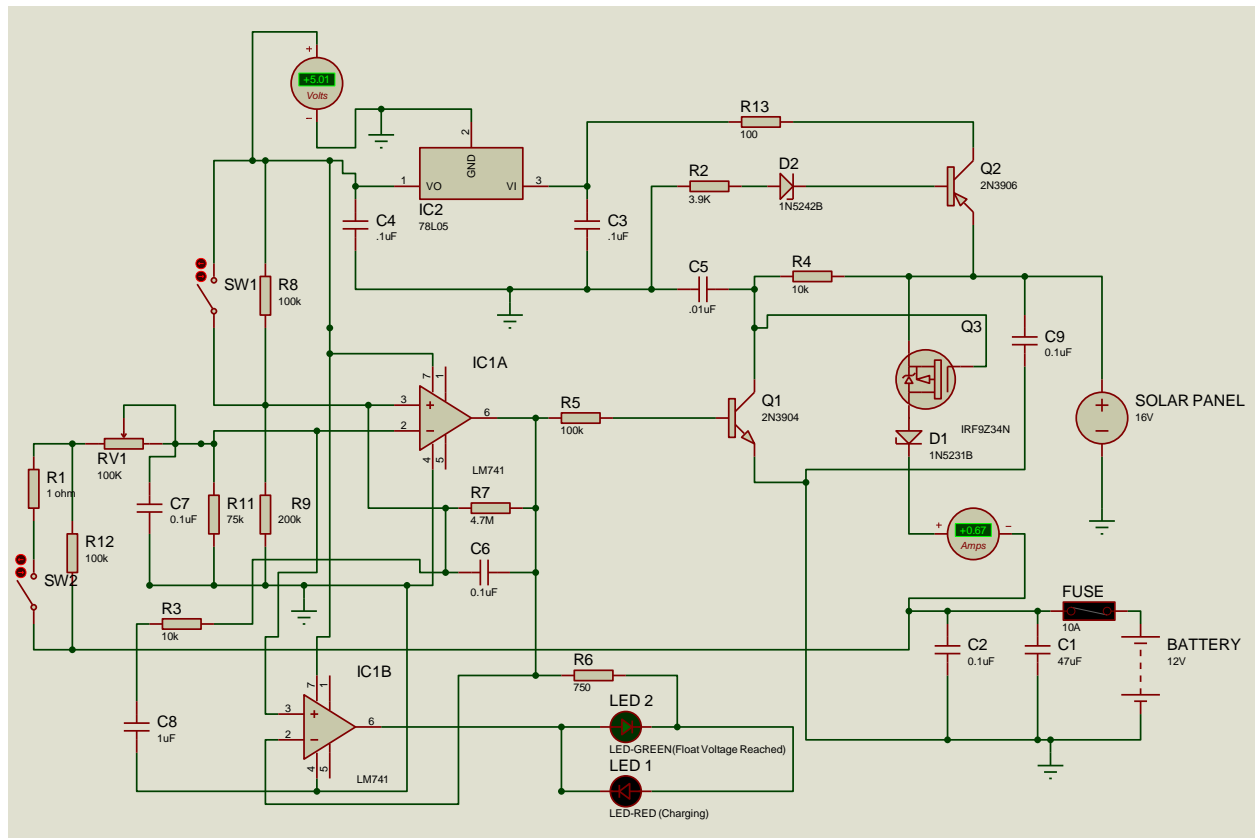 +
+5.01
Volts
−
2
GND
1
VO
VI
3
IC2
78L05
R13
100
R2
3.9K
D2
1N5242B
Q2
2N3906
C4
.1uF
C3
.1uF
C5
.01uF
R4
10k
SW1
R8
100k
Q3
C9
0.1uF
IRF9Z34N
IC1A
7
1
3
+
2
−
6
4
5
LM741
R5
100k
Q1
2N3904
D1
1N5231B
SOLAR PANEL
16V
+
−
RV1
100K
R1
1 ohm
C7
0.1uF
R11
75k
R9
200k
R7
4.7M
C6
0.1uF
R12
100k
SW2
+
+0.67
Amps
−
FUSE
10A
BATTERY
12V
C2
0.1uF
C1
47uF
R3
10k
R6
750
IC1B
7
1
3
+
2
−
6
4
5
LM741
C8
1uF
LED 2
LED-GREEN(Float Voltage Reached)
LED 1
LED-RED (Charging)